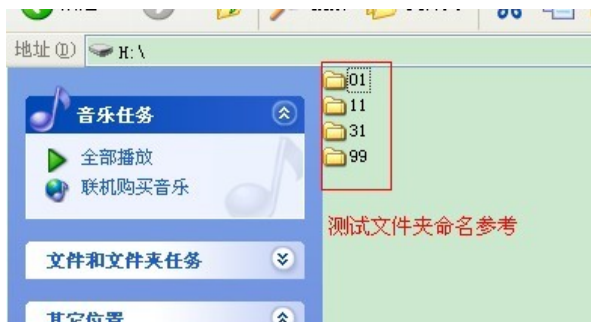 地址(D) H:\
音乐任务
全部播放
联机购买音乐
文件和文件夹任务
其它位置
01
11
31
99
测试文件夹命名参考